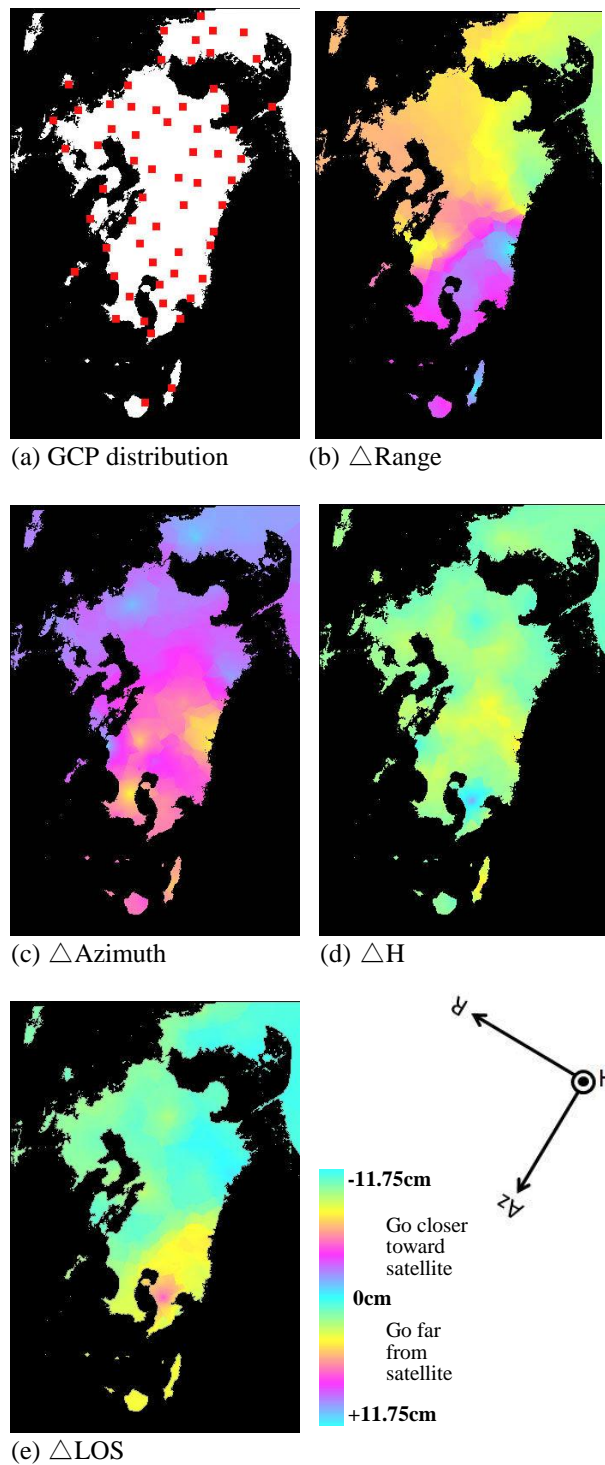 (a) GCP distribution
(b) △Range
(c) △Azimuth
(d) △H
R
H
Az
-11.75cm
Go closer
toward
satellite
0cm
Go far
from
satellite
+11.75cm
(e) △LOS